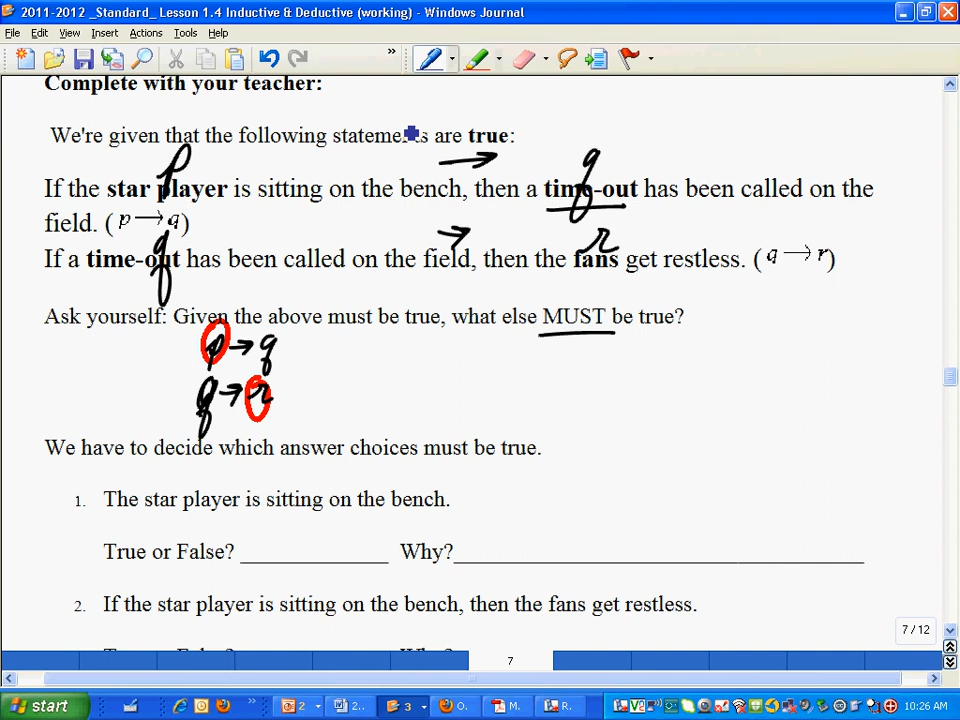 2011-2012 _Standard_ Lesson 1.4 Inductive & Deductive (working) - Windows Journal
File Edit View Insert Actions Tools Help
Complete with your teacher:
We're given that the following statements are true:
p → q
If the star player is sitting on the bench, then a time-out has been called on the
field. ( p → q )
q → r
If a time-out has been called on the field, then the fans get restless. ( q → r )
Ask yourself: Given the above must be true, what else MUST be true?
p → q
q → r
We have to decide which answer choices must be true.
1. The star player is sitting on the bench.
True or False? ______________ Why?______________________________________
2. If the star player is sitting on the bench, then the fans get restless.
7 / 12
7
start 2 2.. 3 O. M. R. 10:26 AM